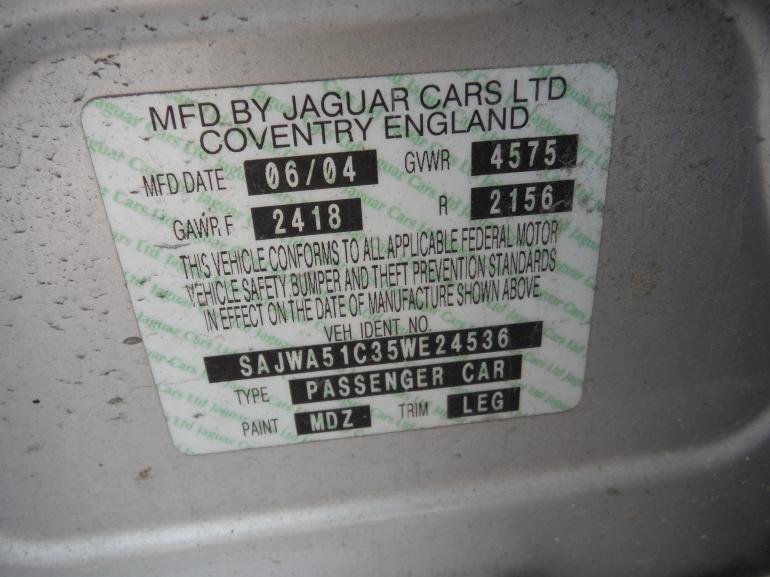 MFD BY JAGUAR CARS LTD
COVENTRY ENGLAND
MFD DATE 06/04 GVWR 4575
GAWR F 2418 R 2156
THIS VEHICLE CONFORMS TO ALL APPLICABLE FEDERAL MOTOR
VEHICLE SAFETY BUMPER AND THEFT PREVENTION STANDARDS
IN EFFECT ON THE DATE OF MANUFACTURE SHOWN ABOVE
VEH IDENT NO.
SAJWA51C35WE24536
TYPE PASSENGER CAR
PAINT MDZ TRIM LEG